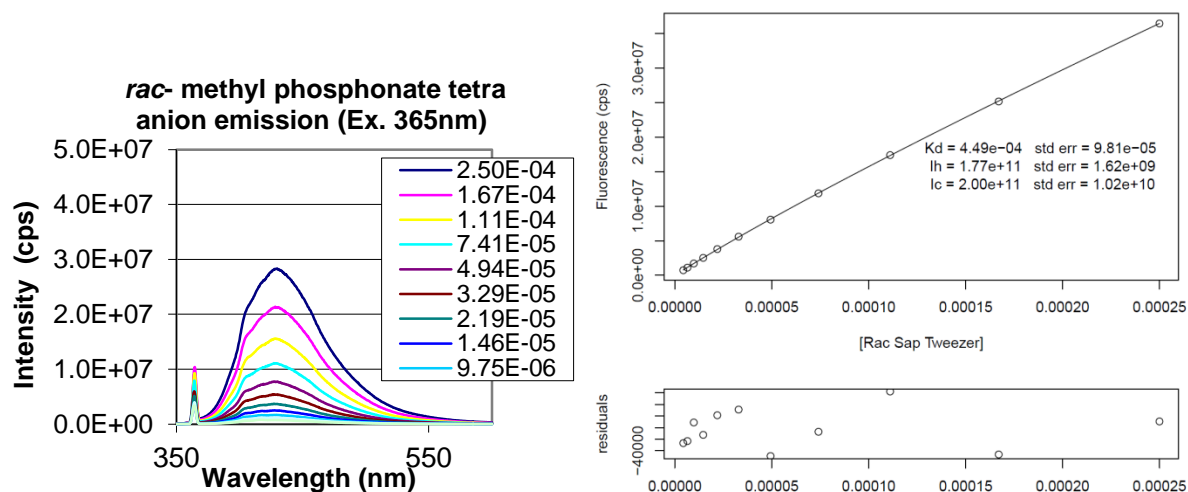 rac- methyl phosphonate tetra
anion emission (Ex. 365nm)
5.0E+07
4.0E+07
3.0E+07
2.0E+07
1.0E+07
0.0E+00
Intensity (cps)
350
550
Wavelength (nm)
2.50E-04
1.67E-04
1.11E-04
7.41E-05
4.94E-05
3.29E-05
2.19E-05
1.46E-05
9.75E-06
Fluorescence (cps)
3.0e+07
2.0e+07
1.0e+07
0.0e+00
Kd = 4.49e-04 std err = 9.81e-05
Ih = 1.77e+11 std err = 1.62e+09
Ic = 2.00e+11 std err = 1.02e+10
0.00000 0.00005 0.00010 0.00015 0.00020 0.00025
[Rac Sap Tweezer]
residuals
-40000
0.00000 0.00005 0.00010 0.00015 0.00020 0.00025